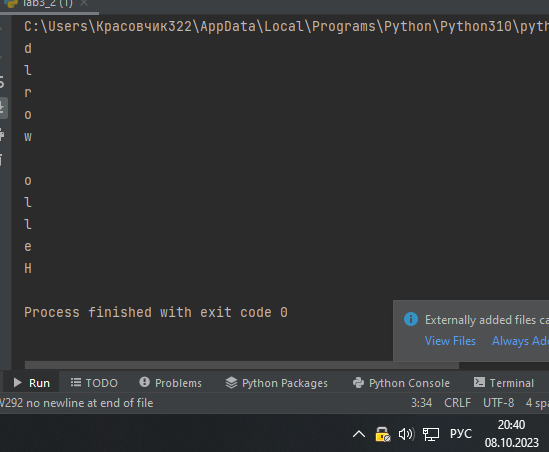 lab3_2 (1)
C:\Users\Красовчик322\AppData\Local\Programs\Python\Python310\pyth
d
l
r
o
w
o
l
l
e
H
Process finished with exit code 0
Externally added files ca
View Files Always Add
Run TODO Problems Python Packages Python Console Terminal
W292 no newline at end of file 3:34 CRLF UTF-8 4 spa
РУС 20:40
08.10.2023